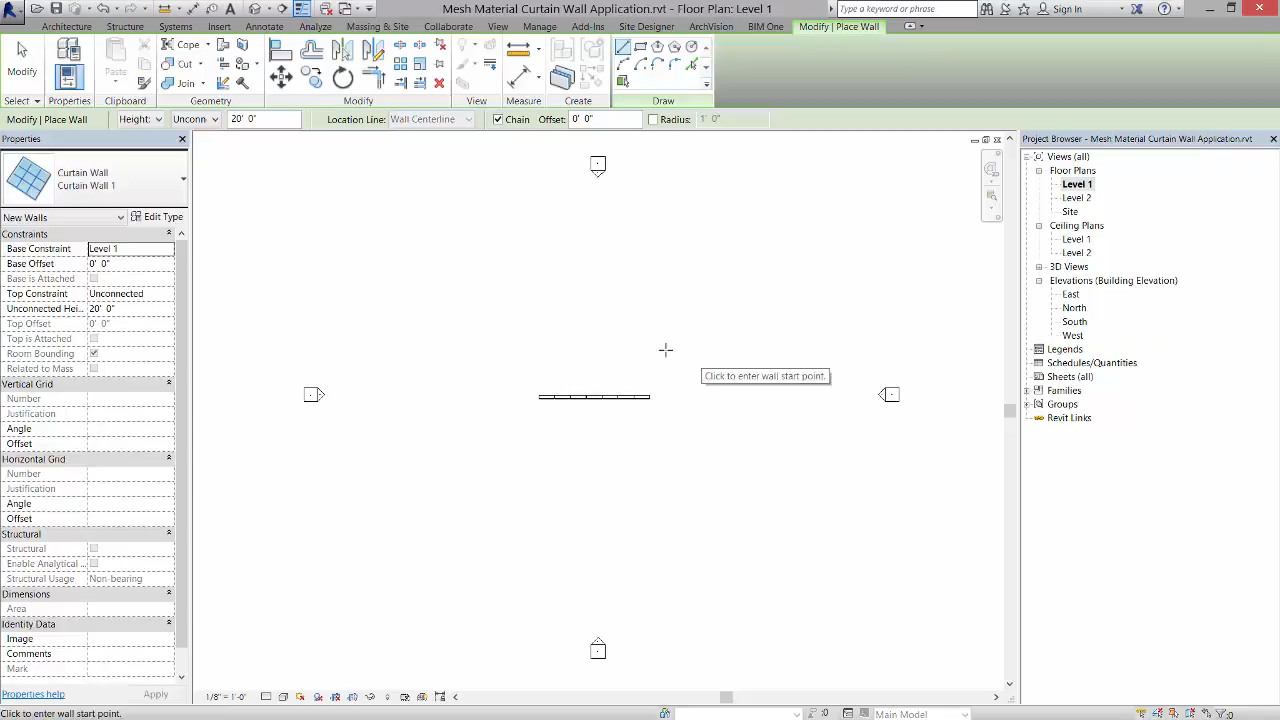 Mesh Material Curtain Wall Application.rvt - Floor Plan: Level 1
Type a keyword or phrase
Sign In
Architecture Structure Systems Insert Annotate Analyze Massing & Site Collaborate View Manage Add-Ins Site Designer ArchVision BIM One Modify | Place Wall
Modify
Paste
Cope
Cut
Join
Select Properties Clipboard Geometry Modify View Measure Create Draw
Modify | Place Wall Height: Unconn 20' 0" Location Line: Wall Centerline Chain Offset: 0' 0" Radius: 1' 0"
Properties
Curtain Wall
Curtain Wall 1
New Walls Edit Type
Constraints
Base Constraint Level 1
Base Offset 0' 0"
Base is Attached
Top Constraint Unconnected
Unconnected Hei... 20' 0"
Top Offset 0' 0"
Top is Attached
Room Bounding
Related to Mass
Vertical Grid
Number
Justification
Angle
Offset
Horizontal Grid
Number
Justification
Angle
Offset
Structural
Structural
Enable Analytical ...
Structural Usage Non-bearing
Dimensions
Area
Identity Data
Image
Comments
Mark
Properties help Apply
Click to enter wall start point.
Project Browser - Mesh Material Curtain Wall Application.rvt
Views (all)
Floor Plans
Level 1
Level 2
Site
Ceiling Plans
Level 1
Level 2
3D Views
Elevations (Building Elevation)
East
North
South
West
Legends
Schedules/Quantities
Sheets (all)
Families
Groups
Revit Links
1/8" = 1'-0"
Click to enter wall start point.
:0
Main Model
:0